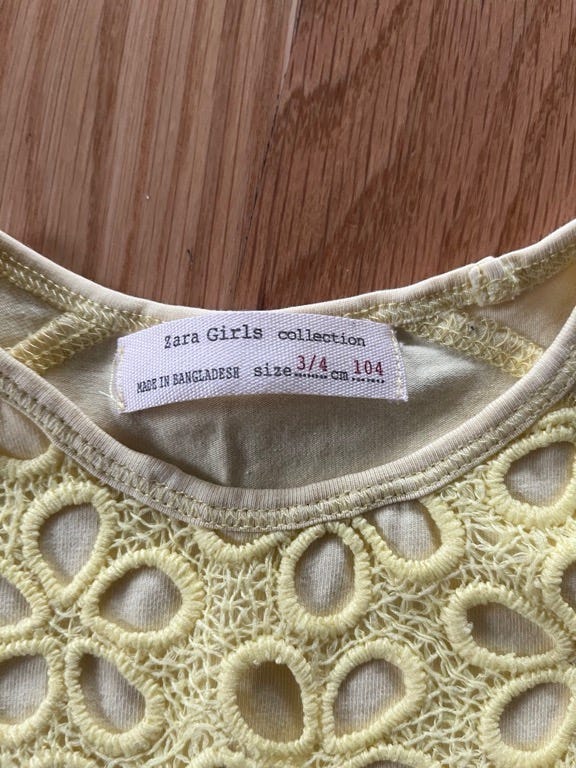 Zara Girls collection
MADE IN BANGLADESH size 3/4 cm 104